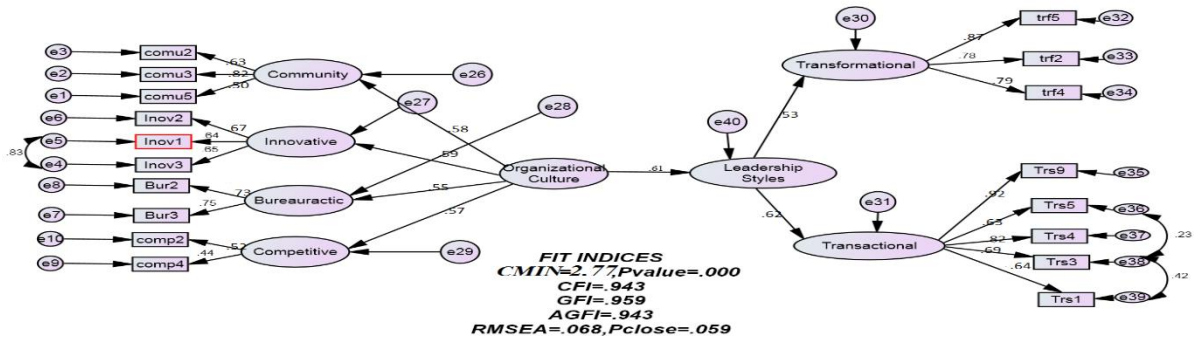 e30
trf5
e32
.87
Transformational
.78
trf2
e33
.79
trf4
e34
e3
comu2
.63
e2
comu3
.82
Community
e26
e1
comu5
.50
e27
e28
e6
Inov2
.67
.58
e40
.53
e5
Inov1
.64
Innovative
.83
.65
.59
e4
Inov3
Organizational
Culture
.61
Leadership
Styles
e8
Bur2
.73
.55
Trs9
e35
.92
e7
Bur3
.75
Bureauractic
.57
.62
e31
.63
Trs5
e36
.23
e10
comp2
.52
Competitive
e29
Transactional
.82
Trs4
e37
e9
comp4
.44
.69
Trs3
e38
.42
.64
Trs1
e39
FIT INDICES
CMIN=2.77,Pvalue=.000
CFI=.943
GFI=.959
AGFI=.943
RMSEA=.068,Pclose=.059